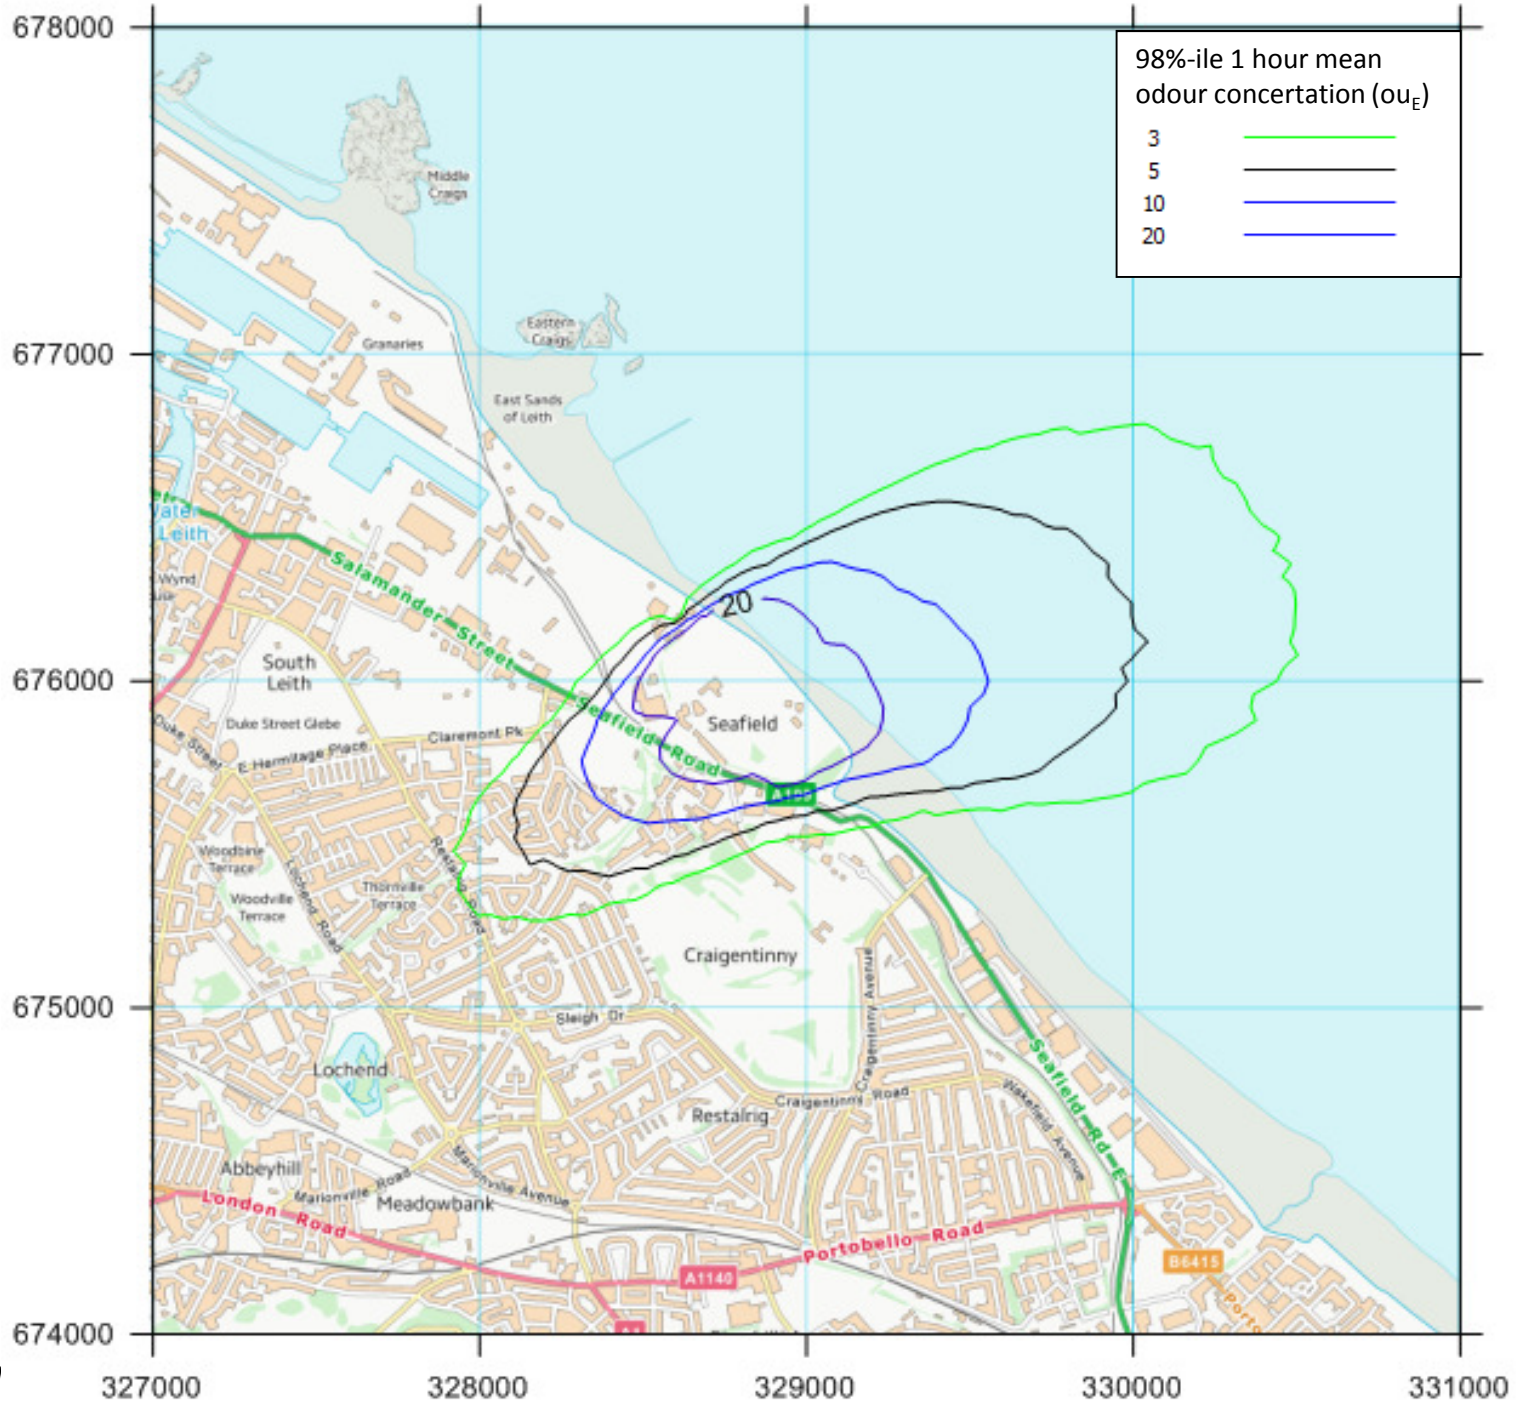 678000
98%-ile 1 hour mean
odour concertation (ouE)
3
5
10
20
Middle
Craigs
677000
Granaries
Eastern
Craigs
East Sands
of Leith
Leith
Wynd
Salamander Street
20
South
Leith
676000
Duke Street Glebe
Duke Street
E Hermitage Place
Claremont Pk
Seafield Road
Seafield
A199
Woodbine
Terrace
Lochend Road
Restalrig Road
Thornville
Terrace
Woodville
Terrace
Craigentinny
Craigentinny Avenue
675000
Sleigh Dr
Lochend
Restalrig
Craigentinny Road
Wakefield Avenue
Seafield Rd E
Abbeyhill
Marionville Road
Marionville Avenue
Meadowbank
London Road
Portobello Road
A1140
B6415
Porto
674000
327000
328000
329000
330000
331000